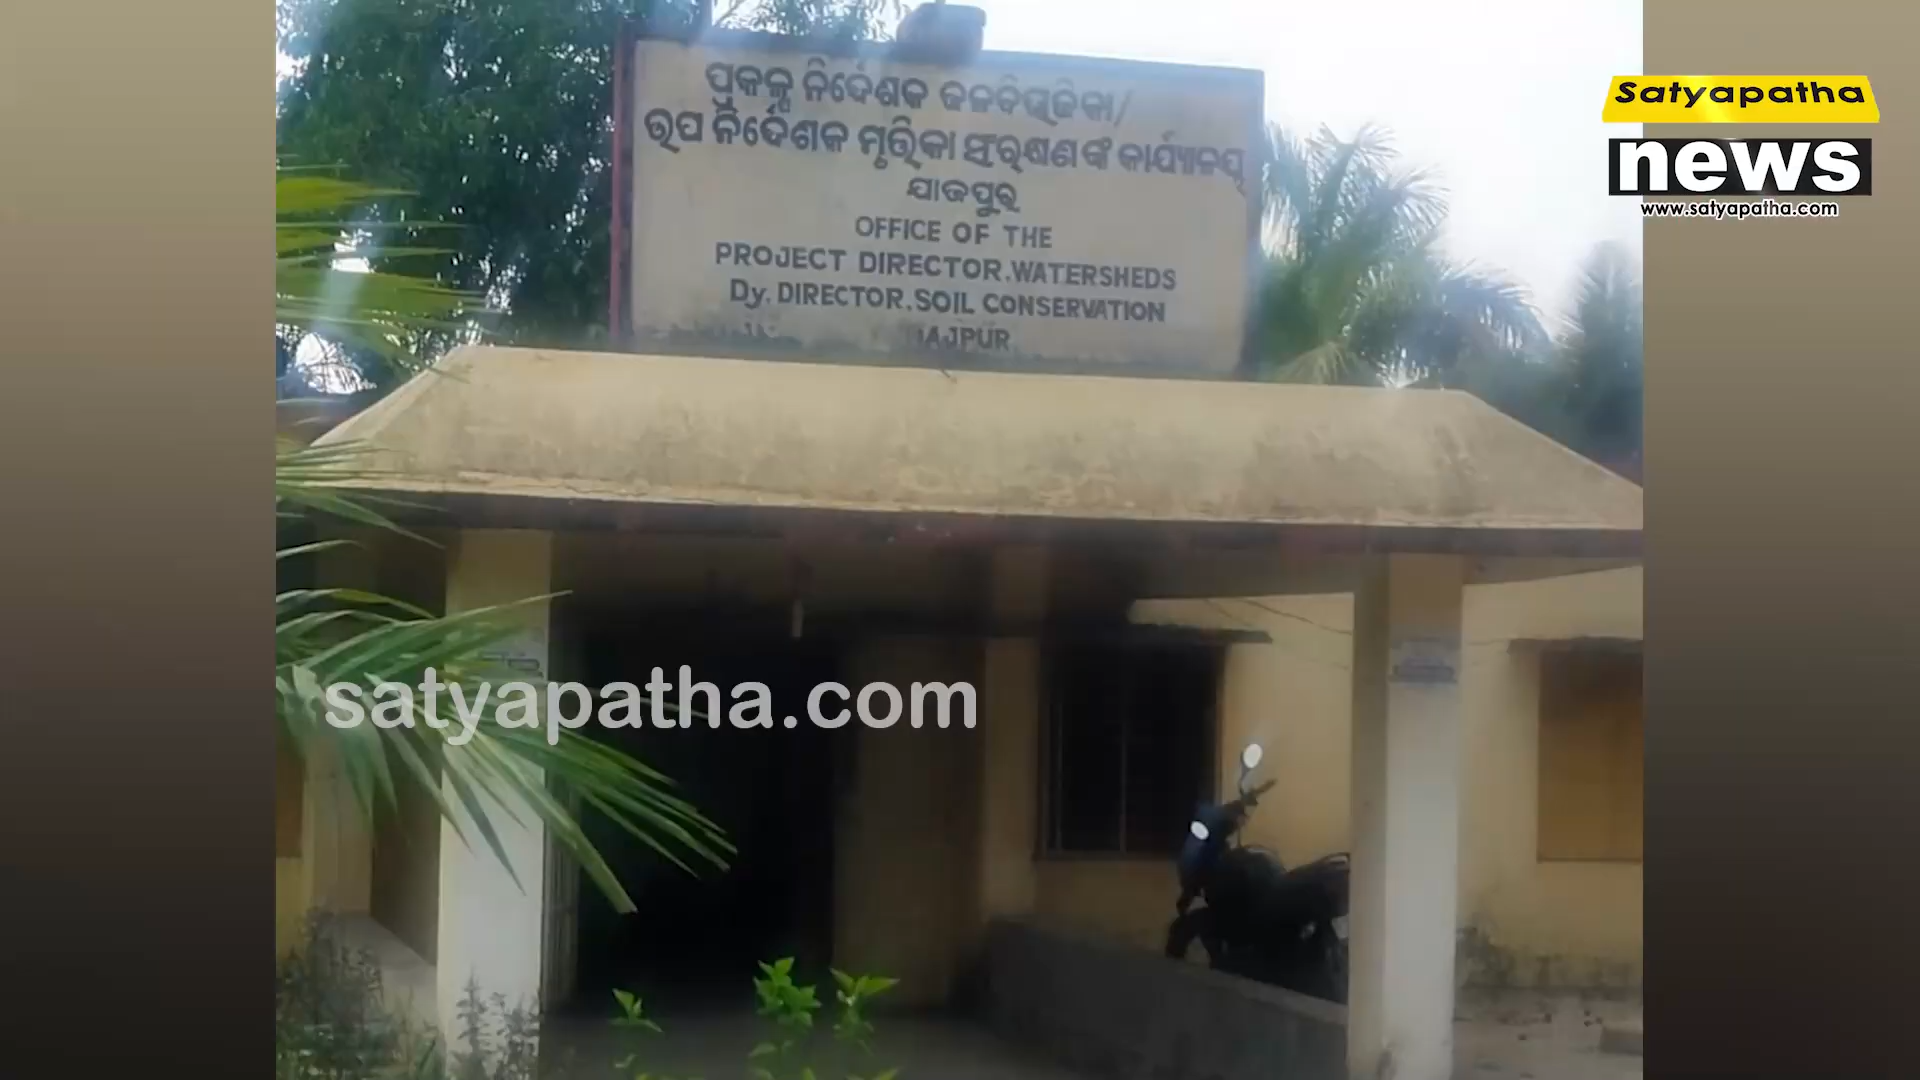 ପ୍ରକଳ୍ପ ନିର୍ଦେଶକ ଜଳବିଭାଜିକା/
ଉପ ନିର୍ଦେଶକ ମୃତ୍ତିକା ସଂରକ୍ଷଣଙ୍କ କାର୍ଯ୍ୟାଳୟ
ଯାଜପୁର
OFFICE OF THE
PROJECT DIRECTOR.WATERSHEDS
Dy. DIRECTOR.SOIL CONSERVATION
JAJPUR
Satyapatha
news
www.satyapatha.com
satyapatha.com